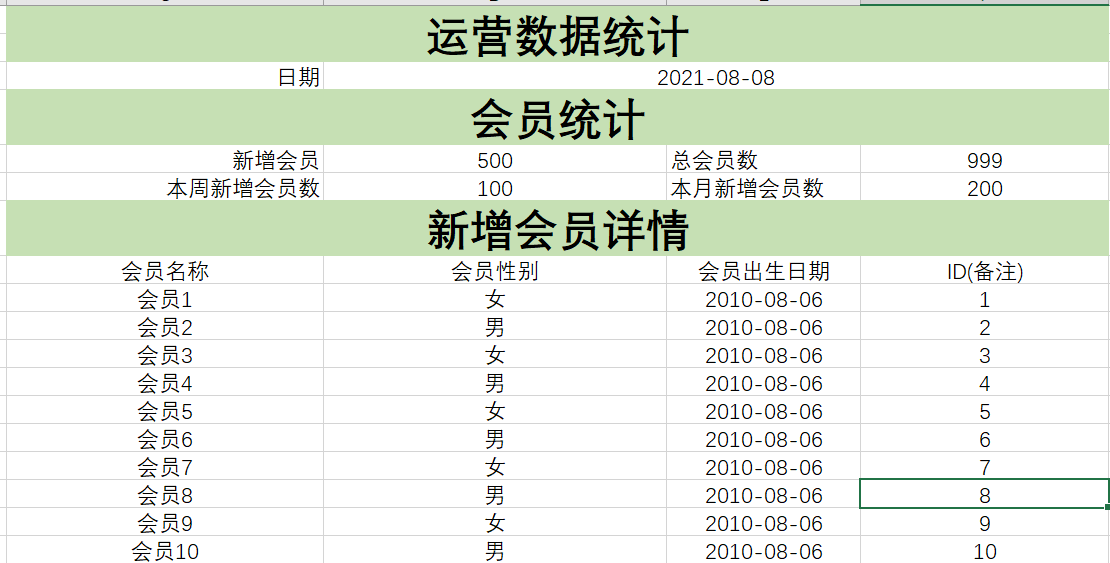 运营数据统计
日期 2021-08-08
会员统计
新增会员 500 总会员数 999
本周新增会员数 100 本月新增会员数 200
新增会员详情
会员名称 会员性别 会员出生日期 ID(备注)
会员1 女 2010-08-06 1
会员2 男 2010-08-06 2
会员3 女 2010-08-06 3
会员4 男 2010-08-06 4
会员5 女 2010-08-06 5
会员6 男 2010-08-06 6
会员7 女 2010-08-06 7
会员8 男 2010-08-06 8
会员9 女 2010-08-06 9
会员10 男 2010-08-06 10